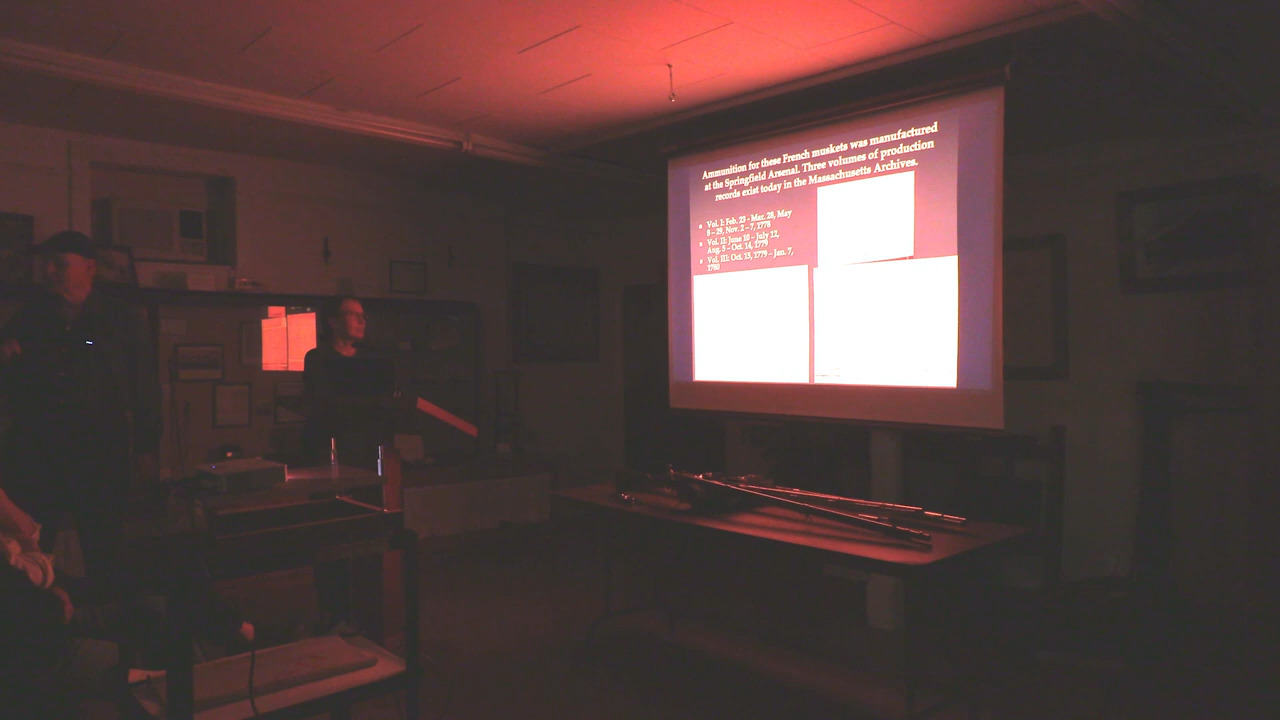 Ammunition for these French muskets was manufactured
at the Springfield Arsenal. Three volumes of production
records exist today in the Massachusetts Archives.
Vol. I: Feb. 23 - Mar. 28, May
8 – 29, Nov. 2 – 7, 1778
Vol. II: June 10 – July 12,
Aug. 5 – Oct. 14, 1779
Vol. III: Oct. 15, 1779 – Jan. 7,
1780